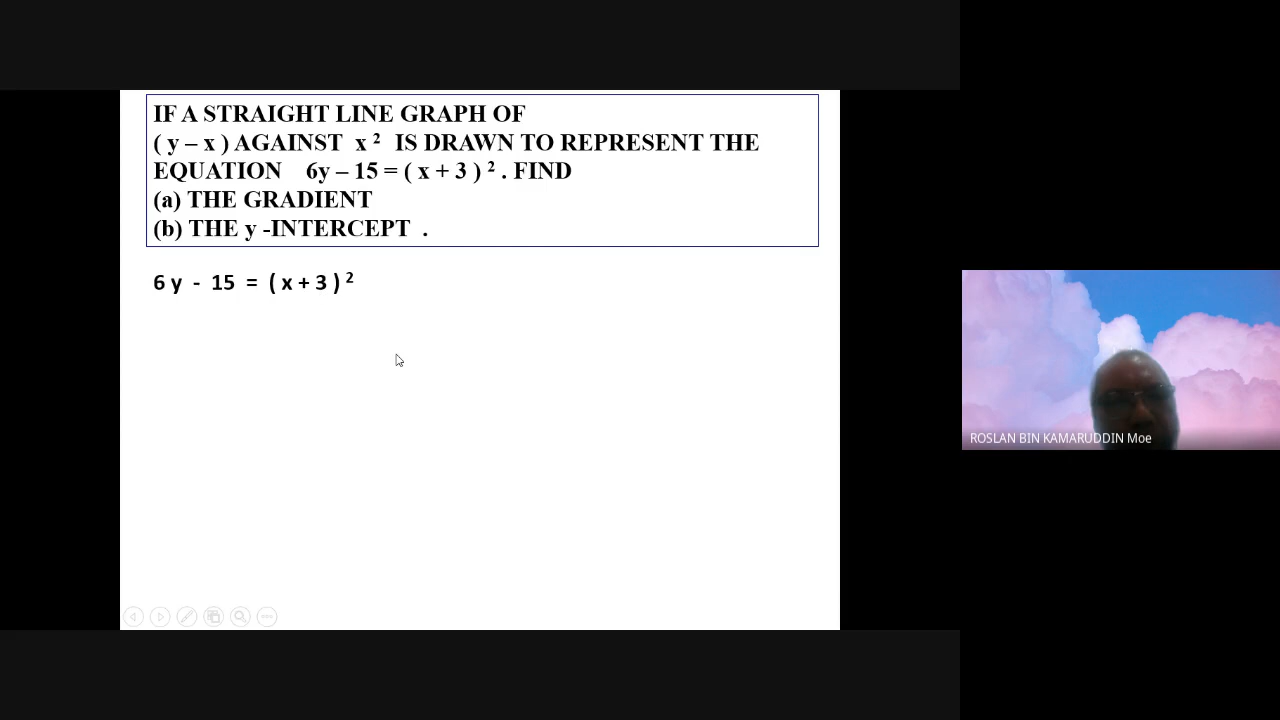 IF A STRAIGHT LINE GRAPH OF
( y – x ) AGAINST x ² IS DRAWN TO REPRESENT THE
EQUATION 6y – 15 = ( x + 3 ) ² . FIND
(a) THE GRADIENT
(b) THE y -INTERCEPT .
6 y - 15 = ( x + 3 ) ²
ROSLAN BIN KAMARUDDIN Moe